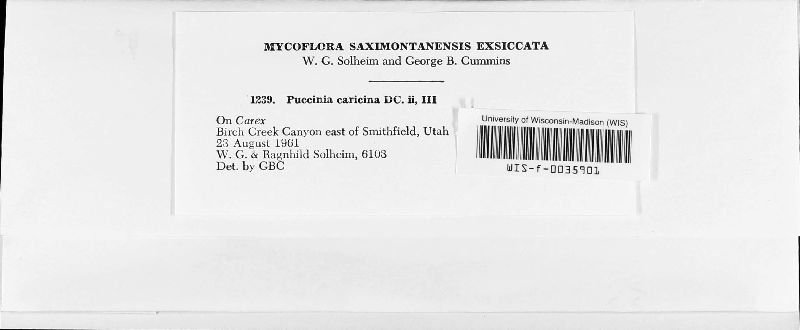 MYCOFLORA SAXIMONTANENSIS EXSICCATA
W. G. Solheim and George B. Cummins
1239. Puccinia caricina DC. ii, III
On Carex
Birch Creek Canyon east of Smithfield, Utah
23 August 1961
W. G. & Ragnhild Solheim, 6103
Det. by GBC
University of Wisconsin-Madison (WIS)
WIS-f-0035901